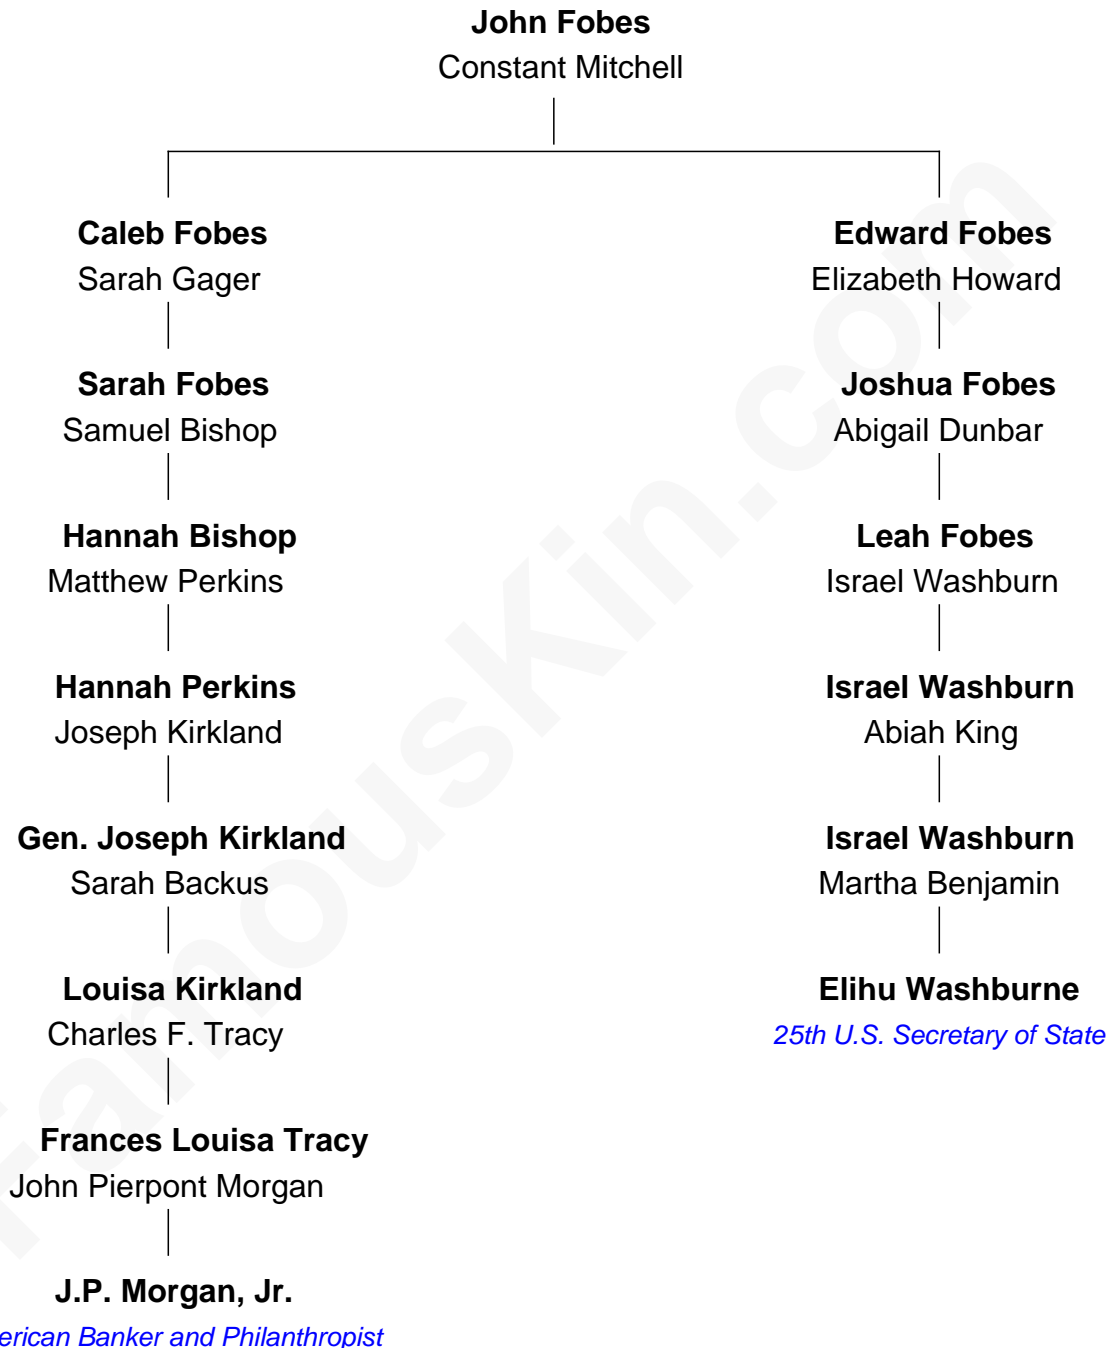 John Fobes
Constant Mitchell
Caleb Fobes
Sarah Gager
Edward Fobes
Elizabeth Howard
Sarah Fobes
Samuel Bishop
Joshua Fobes
Abigail Dunbar
Hannah Bishop
Matthew Perkins
Leah Fobes
Israel Washburn
Hannah Perkins
Joseph Kirkland
Israel Washburn
Abiah King
Gen. Joseph Kirkland
Sarah Backus
Israel Washburn
Martha Benjamin
Louisa Kirkland
Charles F. Tracy
Elihu Washburne
25th U.S. Secretary of State
Frances Louisa Tracy
John Pierpont Morgan
J.P. Morgan, Jr.
erican Banker and Philanthropist
FamousKin.com